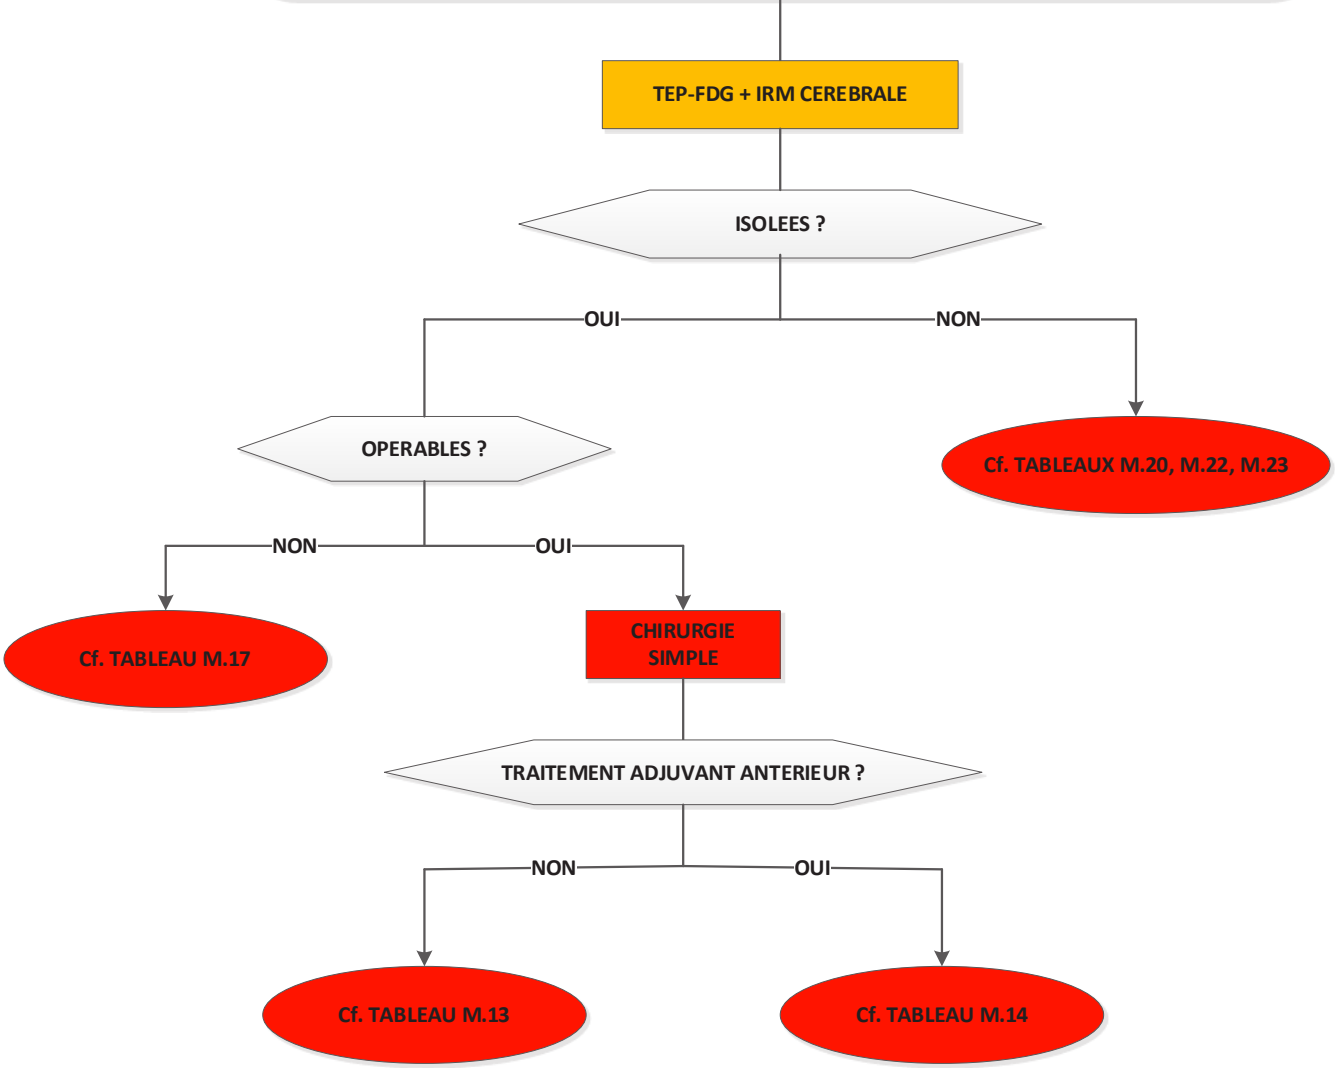 TEP-FDG + IRM CEREBRALE
ISOLEES ?
OUI
NON
OPERABLES ?
Cf. TABLEAUX M.20, M.22, M.23
NON
OUI
CHIRURGIE
SIMPLE
Cf. TABLEAU M.17
TRAITEMENT ADJUVANT ANTERIEUR ?
NON
OUI
Cf. TABLEAU M.13
Cf. TABLEAU M.14